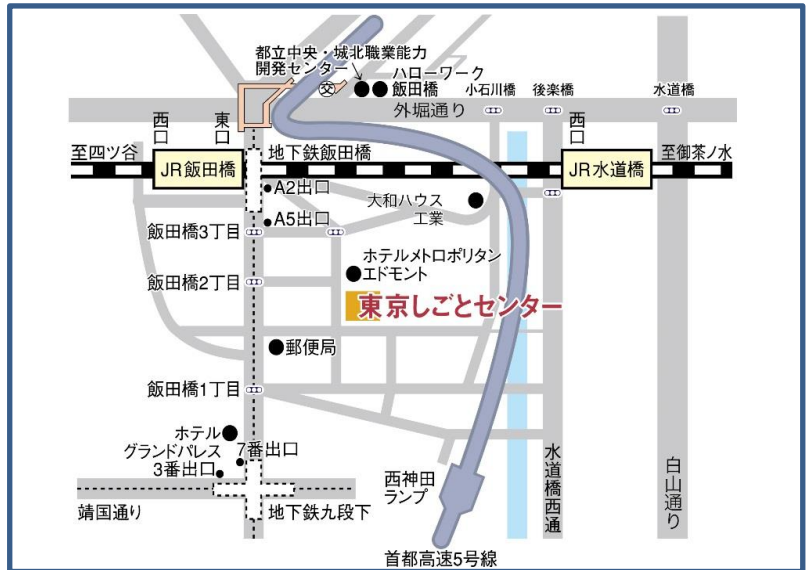 都立中央・城北職業能力
開発センター
ハローワーク
飯田橋
交
小石川橋
後楽橋
水道橋
外堀通り
西口
東口
西口
至四ツ谷
JR飯田橋
地下鉄飯田橋
JR水道橋
至御茶ノ水
A2出口
大和ハウス
工業
A5出口
飯田橋3丁目
ホテルメトロポリタン
エドモント
飯田橋2丁目
東京しごとセンター
郵便局
飯田橋1丁目
ホテル
グランドパレス
7番出口
3番出口
西神田
ランプ
水道橋西通
白山通り
靖国通り
地下鉄九段下
首都高速5号線